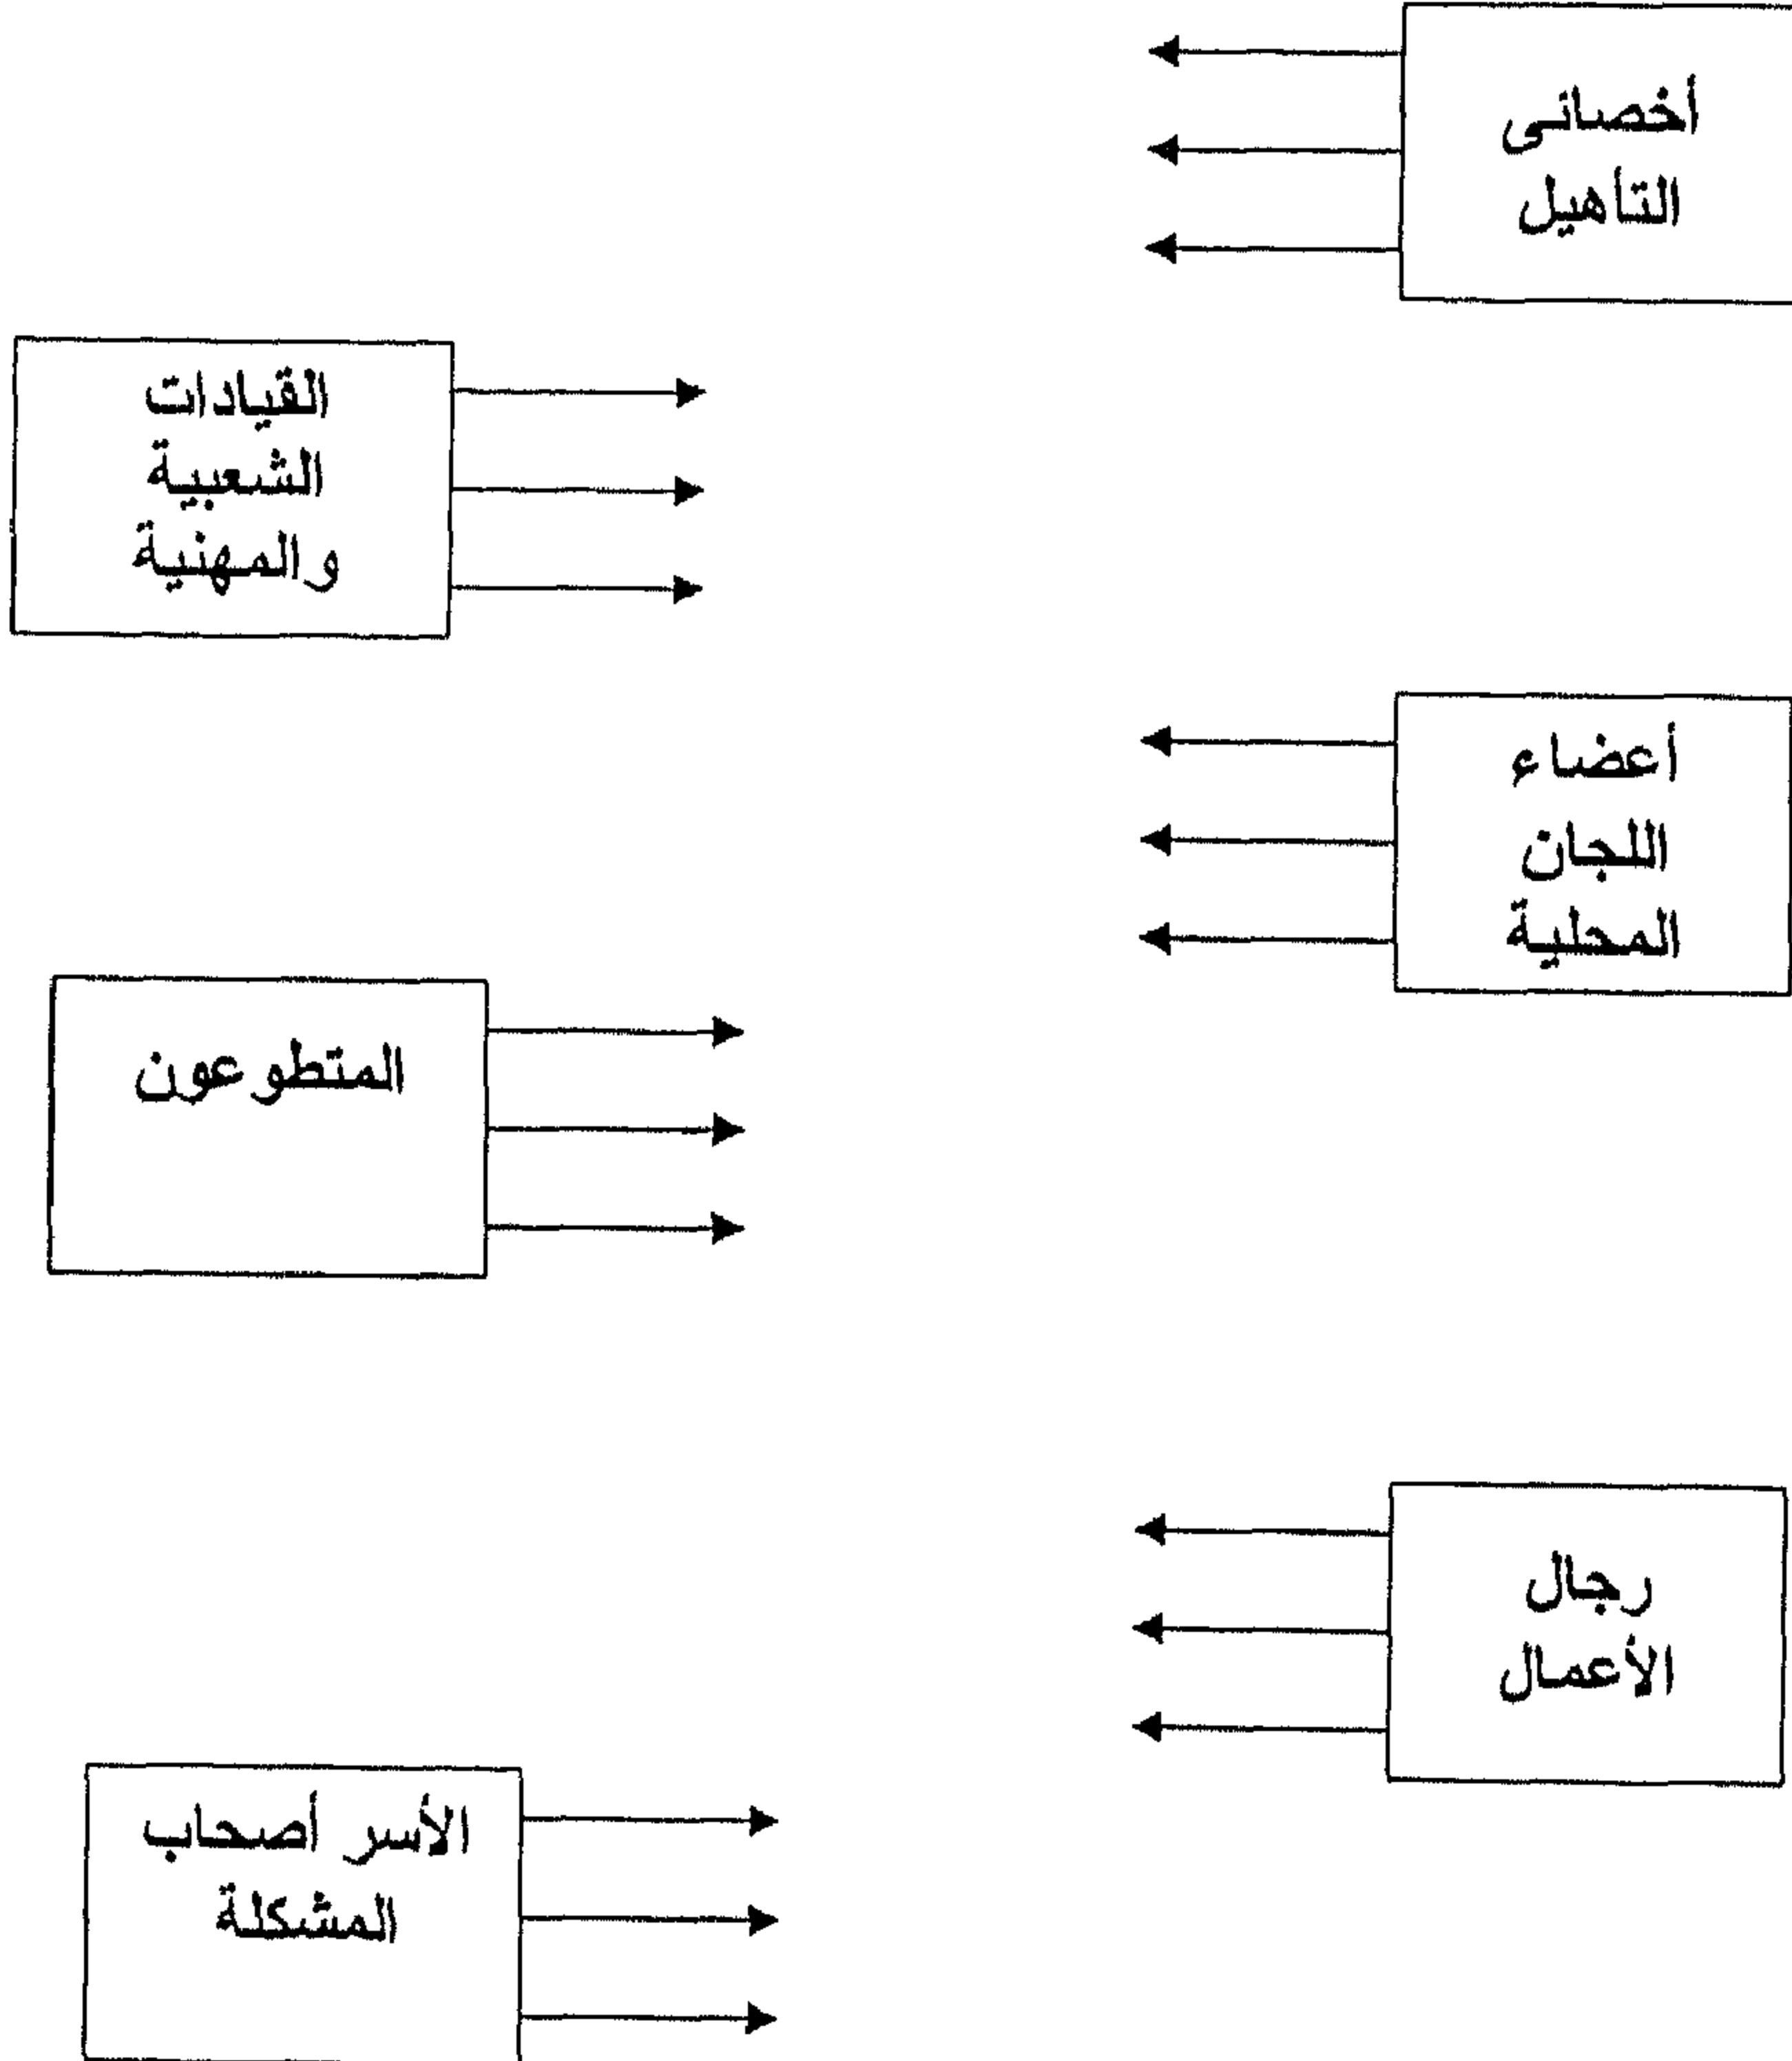 أخصائى
التأهيل
القيادات
الشعبية
والمهنية
أعضاء
اللجان
المحلية
المتطوعون
رجال
الأعمال
الأسر أصحاب
المشكلة